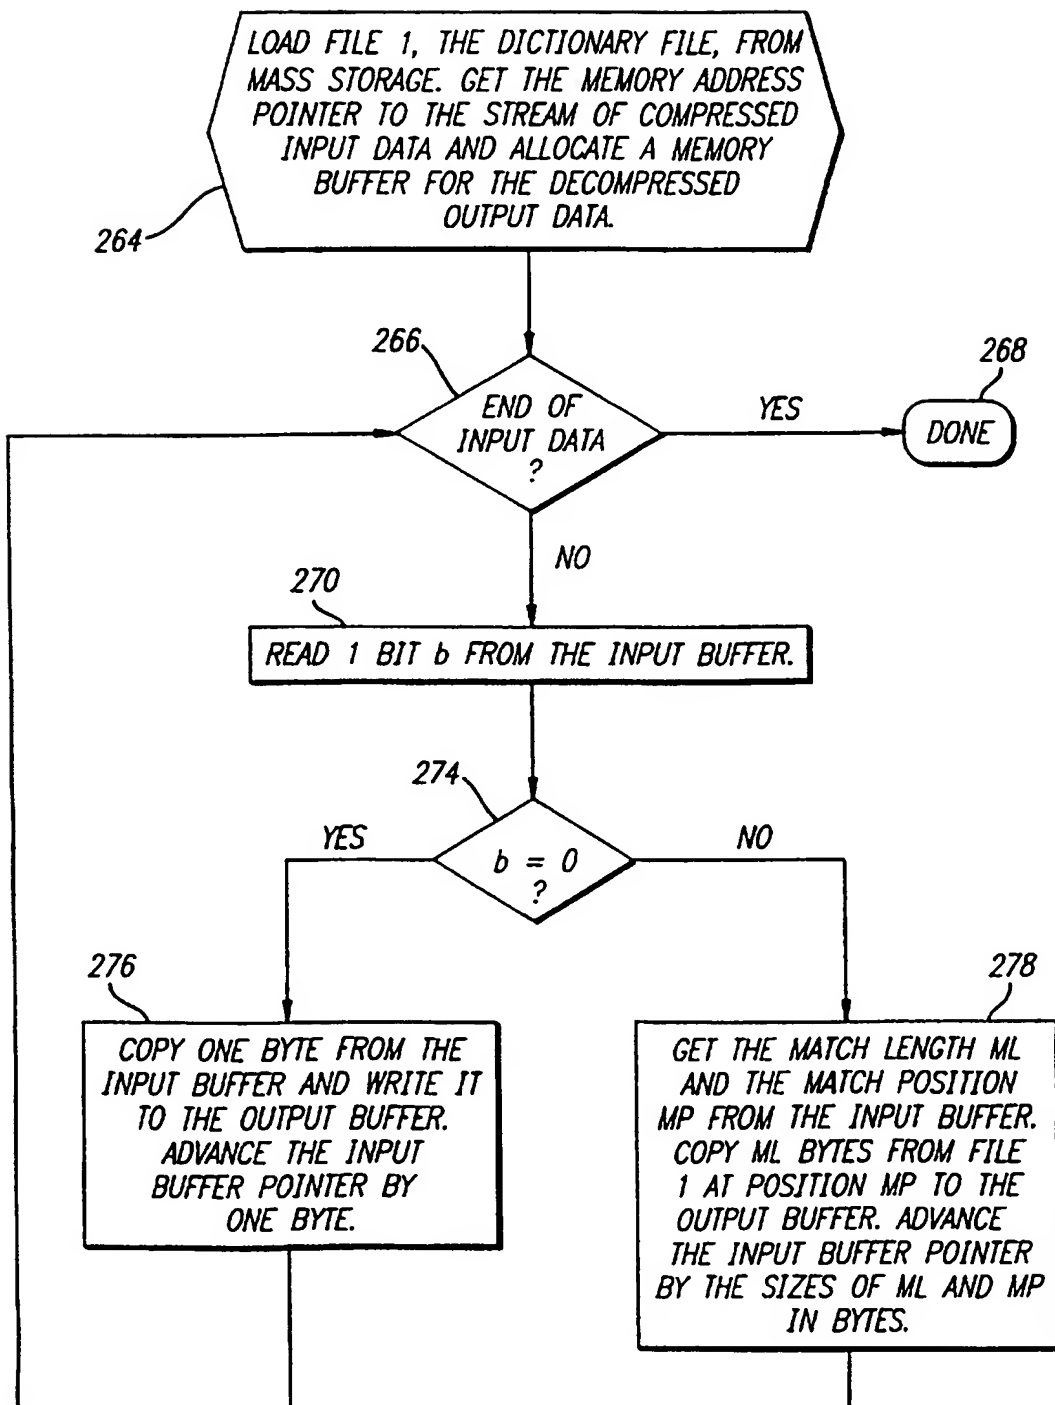 LOAD FILE 1, THE DICTIONARY FILE, FROM
MASS STORAGE. GET THE MEMORY ADDRESS
POINTER TO THE STREAM OF COMPRESSED
INPUT DATA AND ALLOCATE A MEMORY
BUFFER FOR THE DECOMPRESSED
OUTPUT DATA.
264
266
END OF
INPUT DATA
?
YES
268
DONE
NO
270
READ 1 BIT b FROM THE INPUT BUFFER.
274
b = 0
?
YES
NO
276
COPY ONE BYTE FROM THE
INPUT BUFFER AND WRITE IT
TO THE OUTPUT BUFFER.
ADVANCE THE INPUT
BUFFER POINTER BY
ONE BYTE.
278
GET THE MATCH LENGTH ML
AND THE MATCH POSITION
MP FROM THE INPUT BUFFER.
COPY ML BYTES FROM FILE
1 AT POSITION MP TO THE
OUTPUT BUFFER. ADVANCE
THE INPUT BUFFER POINTER
BY THE SIZES OF ML AND MP
IN BYTES.